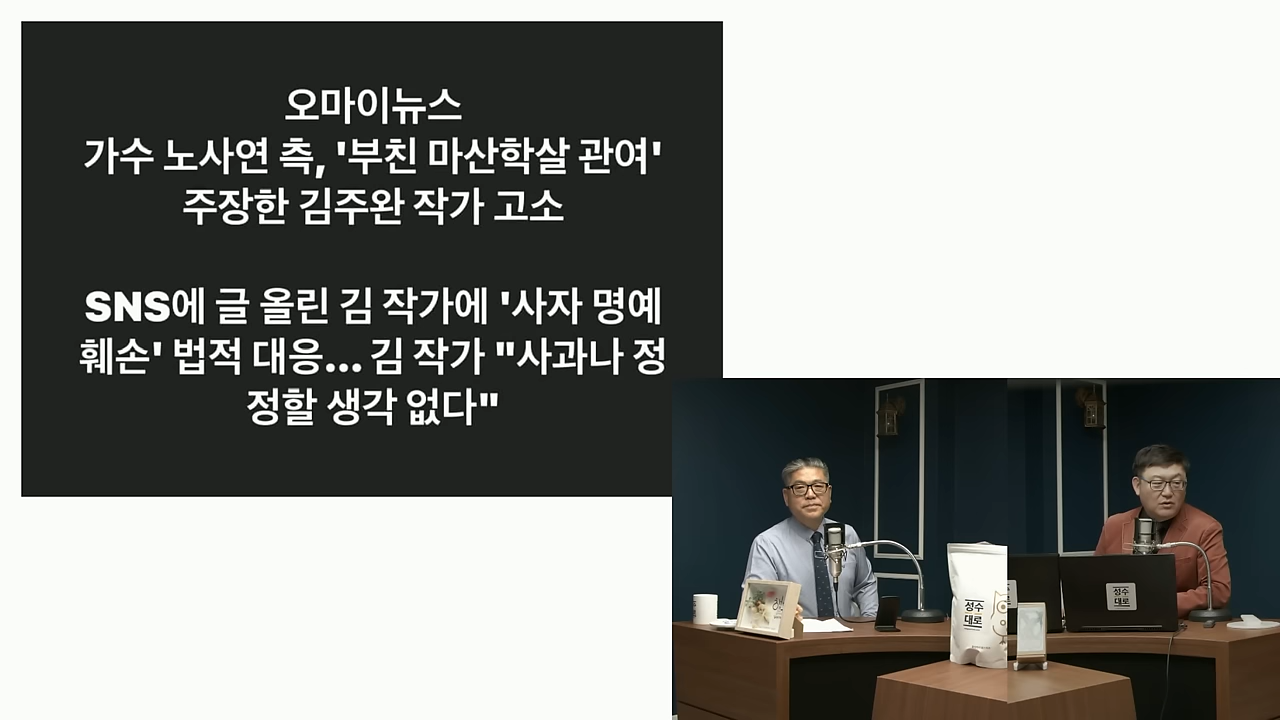 오마이뉴스
가수 노사연 측, '부친 마산학살 관여'
주장한 김주완 작가 고소
SNS에 글 올린 김 작가에 '사자 명예
훼손' 법적 대응... 김 작가 "사과나 정
정할 생각 없다"
성수
대로
대로
성수
대로